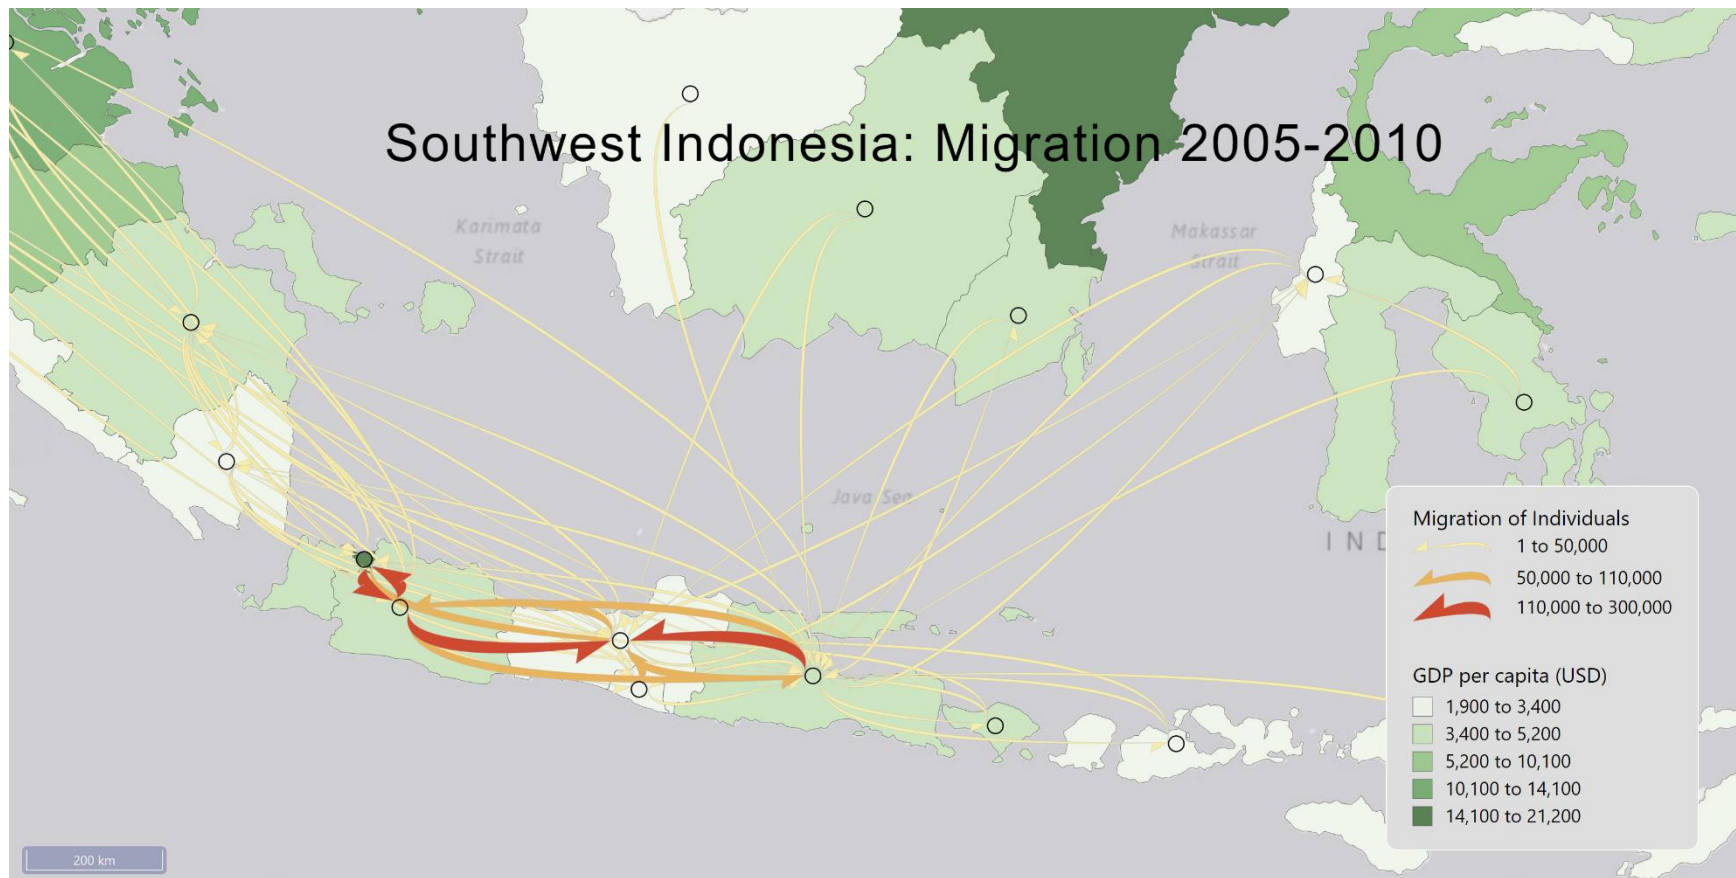 Southwest Indonesia: Migration 2005-2010
Karimata
Strait
Makassar
Strait
Java Sea
IND
Migration of Individuals
1 to 50,000
50,000 to 110,000
110,000 to 300,000
GDP per capita (USD)
1,900 to 3,400
3,400 to 5,200
5,200 to 10,100
10,100 to 14,100
14,100 to 21,200
200 km